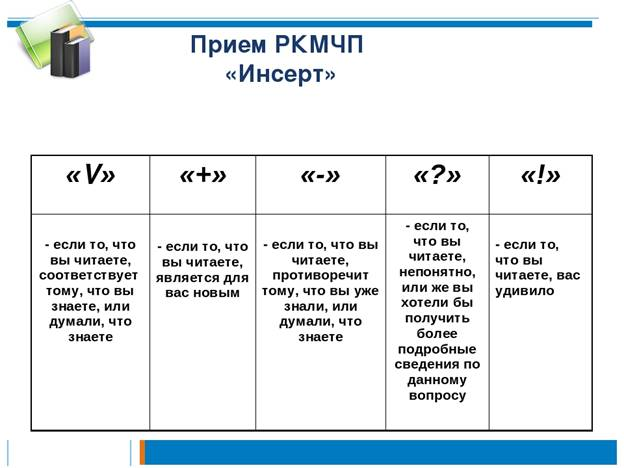 Прием РКМЧП
«Инсерт»
«V»
«+»
«-»
«?»
«!»
- если то, что
вы читаете,
соответствует
тому, что вы
знаете, или
думали, что
знаете
- если то, что
вы читаете,
является для
вас новым
- если то, что вы
читаете,
противоречит
тому, что вы уже
знали, или
думали, что
знаете
- если то,
что вы
читаете,
непонятно,
или же вы
хотели бы
получить
более
подробные
сведения по
данному
вопросу
- если то,
что вы
читаете, вас
удивило